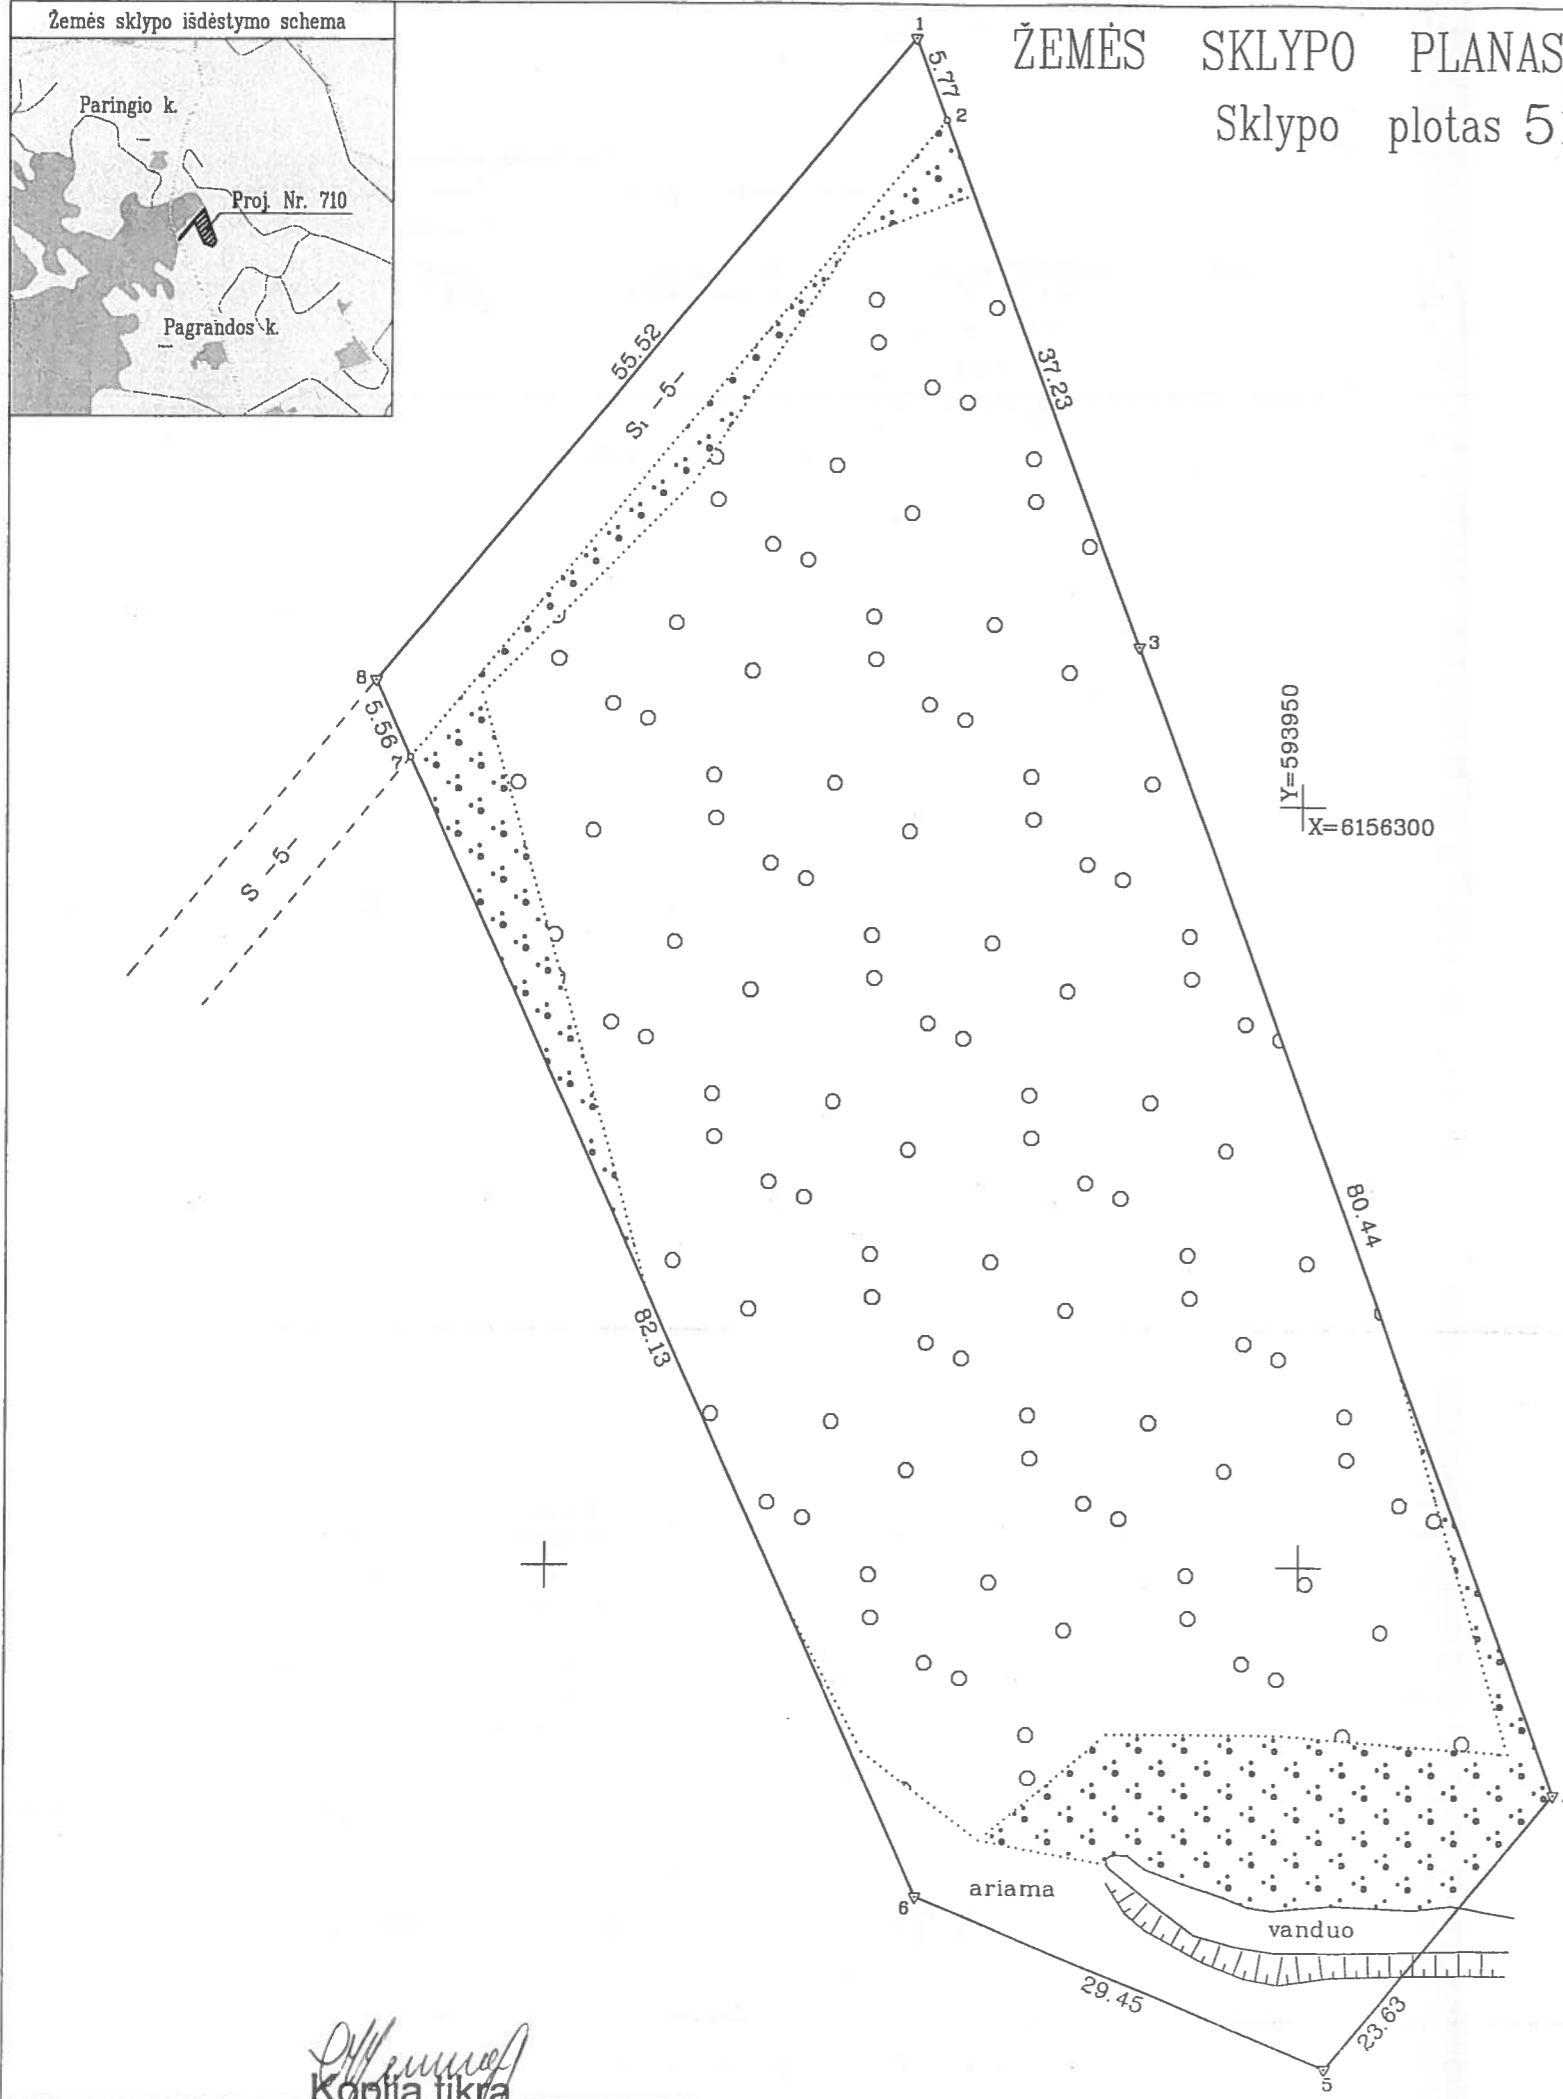 Žemės sklypo išdėstymo schema
Paringio k.
Proj. Nr. 710
Pagrandos k.
ŽEMĖS SKLYPO PLANAS
Sklypo plotas
1
5.77
2
55.52
S₁ -5-
37.23
3
8
5.56
7
S -5-
Y=593950
X=6156300
80.44
82.13
6
ariama
vanduo
29.45
23.63
5
Kopija tikra